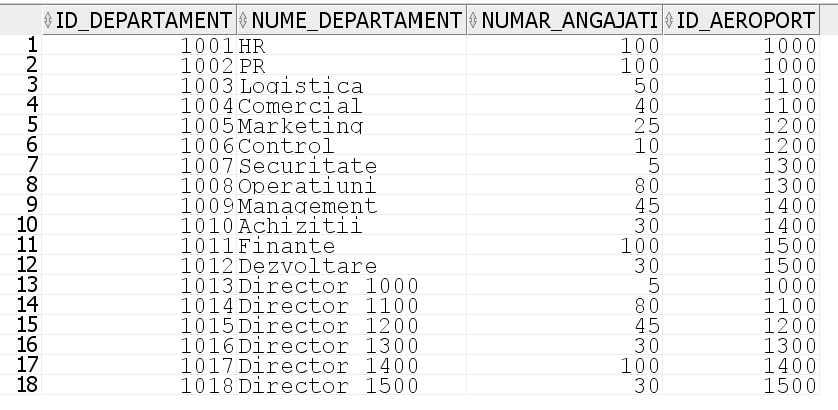 ID_DEPARTAMENT NUME_DEPARTAMENT NUMAR_ANGAJATI ID_AEROPORT
1 1001 HR 100 1000
2 1002 PR 100 1000
3 1003 Logistica 50 1100
4 1004 Comercial 40 1100
5 1005 Marketing 25 1200
6 1006 Control 10 1200
7 1007 Securitate 5 1300
8 1008 Operatiuni 80 1300
9 1009 Management 45 1400
10 1010 Achizitii 30 1400
11 1011 Finante 100 1500
12 1012 Dezvoltare 30 1500
13 1013 Director 1000 5 1000
14 1014 Director 1100 80 1100
15 1015 Director 1200 45 1200
16 1016 Director 1300 30 1300
17 1017 Director 1400 100 1400
18 1018 Director 1500 30 1500